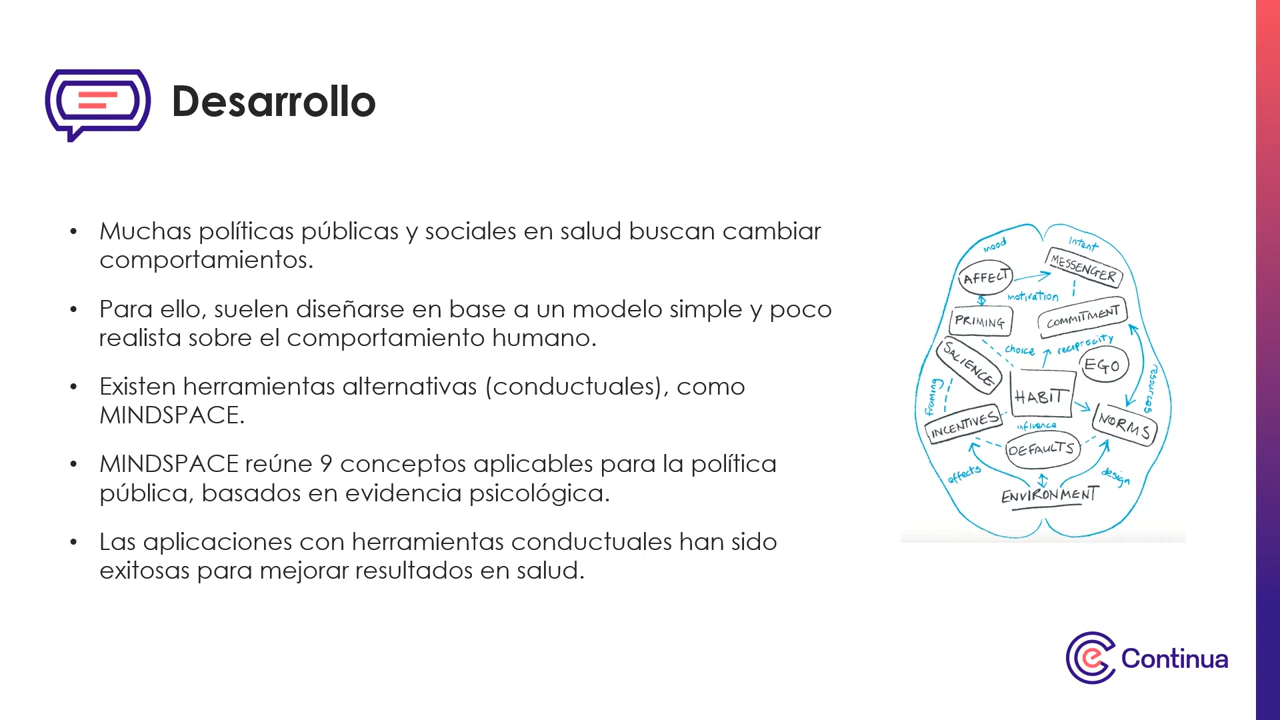 Desarrollo
• Muchas políticas públicas y sociales en salud buscan cambiar
comportamientos.
• Para ello, suelen diseñarse en base a un modelo simple y poco
realista sobre el comportamiento humano.
• Existen herramientas alternativas (conductuales), como
MINDSPACE.
• MINDSPACE reúne 9 conceptos aplicables para la política
pública, basados en evidencia psicológica.
• Las aplicaciones con herramientas conductuales han sido
exitosas para mejorar resultados en salud.
mood
intent
AFFECT
MESSENGER
motivation
PRIMING
COMMITMENT
choice
reciprocity
SALIENCE
EGO
framing
HABIT
resources
INCENTIVES
influence
NORMS
DEFAULTS
effects
design
ENVIRONMENT
e Continua